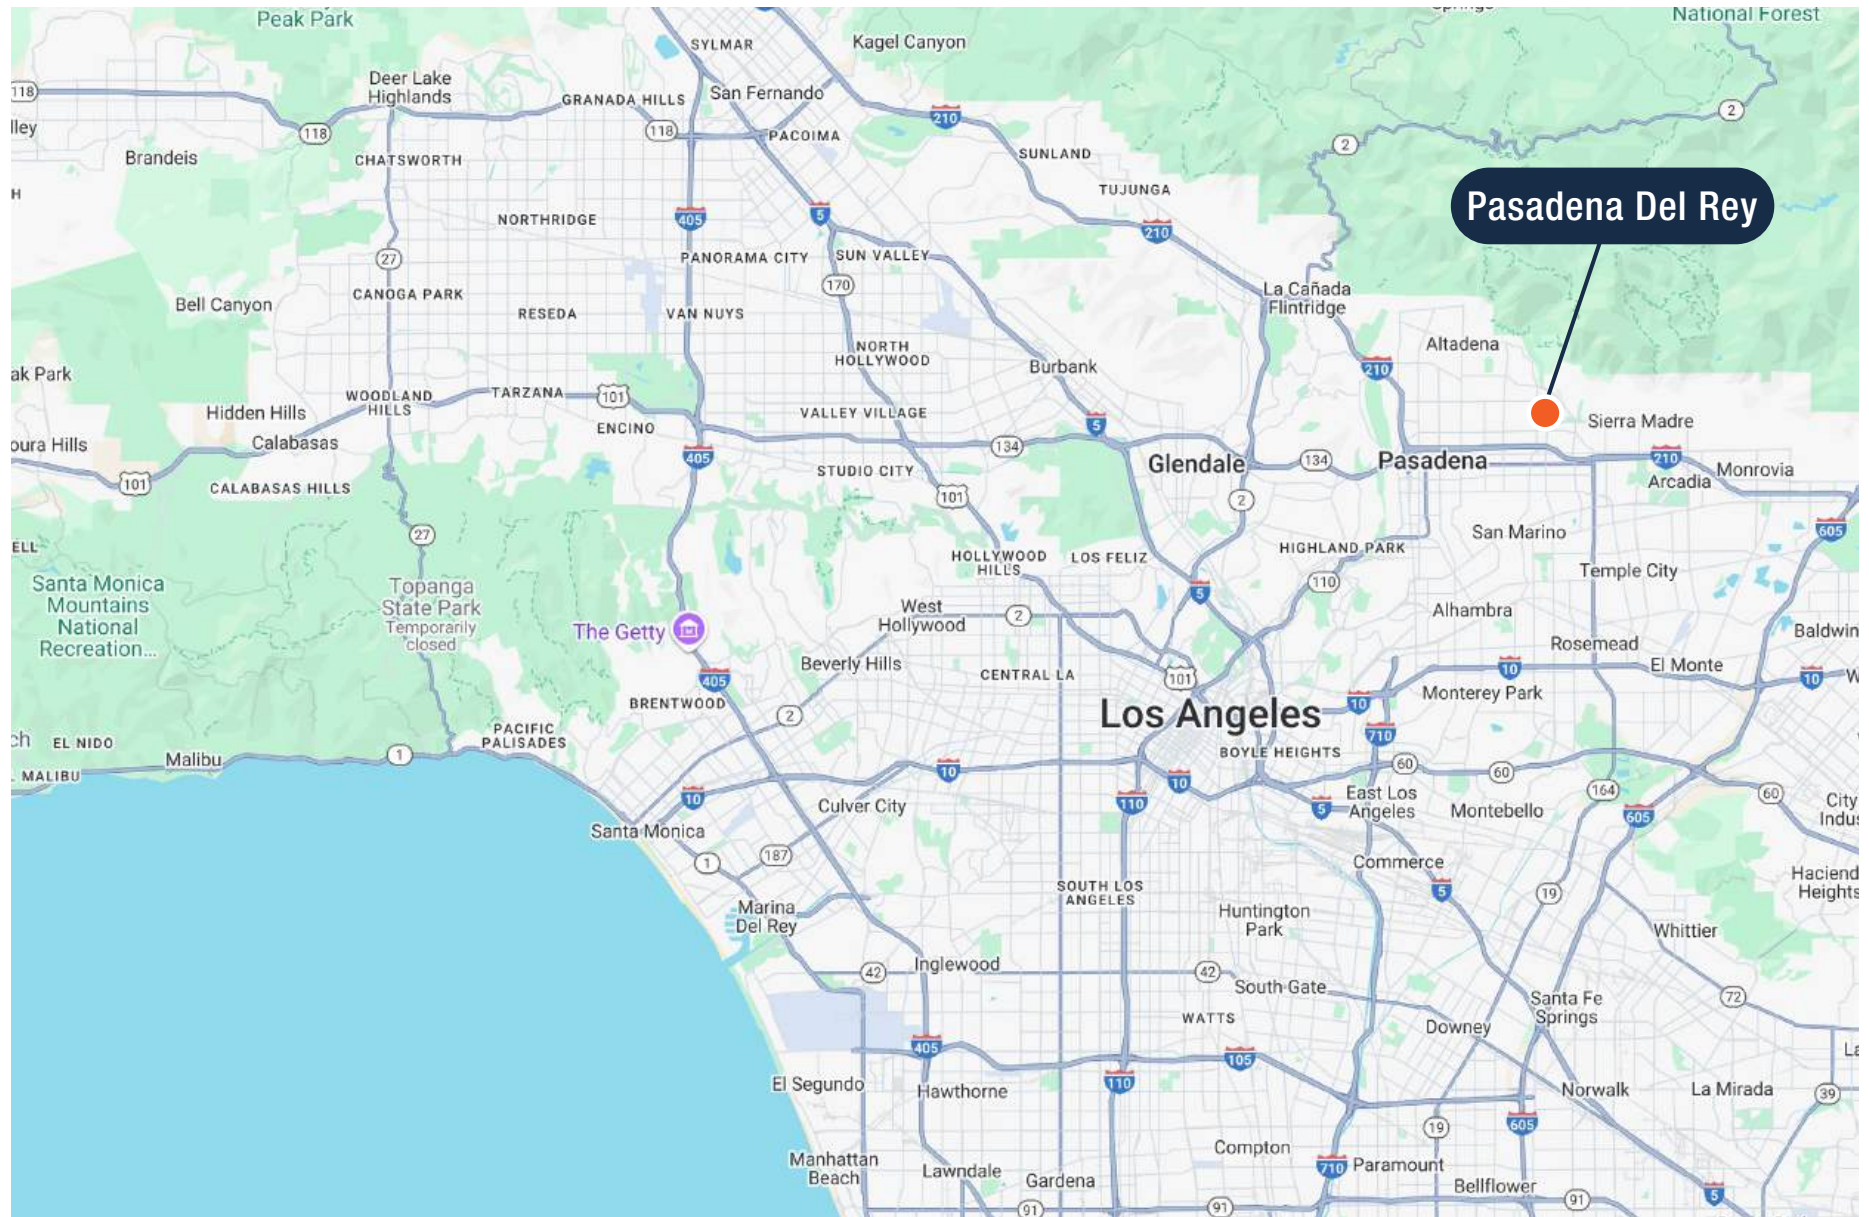 Peak Park
SYLMAR
Kagel Canyon
National Forest
Deer Lake
Highlands
GRANADA HILLS
San Fernando
118
118
118
210
2
lley
Brandeis
CHATSWORTH
PACOIMA
SUNLAND
2
H
NORTHRIDGE
405
5
TUJUNGA
210
Pasadena Del Rey
27
PANORAMA CITY
SUN VALLEY
Bell Canyon
CANOGA PARK
RESEDA
VAN NUYS
170
La Cañada
Flintridge
NORTH
HOLLYWOOD
Burbank
Altadena
210
ak Park
WOODLAND
HILLS
TARZANA
101
Hidden Hills
ENCINO
VALLEY VILLAGE
5
Sierra Madre
oura Hills
Calabasas
405
134
Glendale
134
Pasadena
210
Monrovia
Arcadia
101
CALABASAS HILLS
STUDIO CITY
101
2
27
ELL
HOLLYWOOD
HILLS
LOS FELIZ
HIGHLAND PARK
San Marino
605
Santa Monica
Mountains
National
Recreation...
Topanga
State Park
Temporarily
closed
5
110
Temple City
The Getty
West
Hollywood
2
Alhambra
Rosemead
Baldwin
405
Beverly Hills
CENTRAL LA
101
10
El Monte
10
W
BRENTWOOD
2
Los Angeles
10
Monterey Park
710
ch
EL NIDO
PACIFIC
PALISADES
BOYLE HEIGHTS
MALIBU
Malibu
1
10
10
10
60
60
110
5
East Los
Angeles
Montebello
164
605
60
City
Indus
Santa Monica
Culver City
1
187
Commerce
SOUTH LOS
ANGELES
5
19
Haciend
Heights
Marina
Del Rey
Huntington
Park
Whittier
42
Inglewood
42
South Gate
72
WATTS
Santa Fe
Springs
Downey
405
105
La
El Segundo
Hawthorne
110
Norwalk
La Mirada
39
605
19
Compton
Manhattan
Beach
Lawndale
Gardena
710
Paramount
Bellflower
91
91
91
5